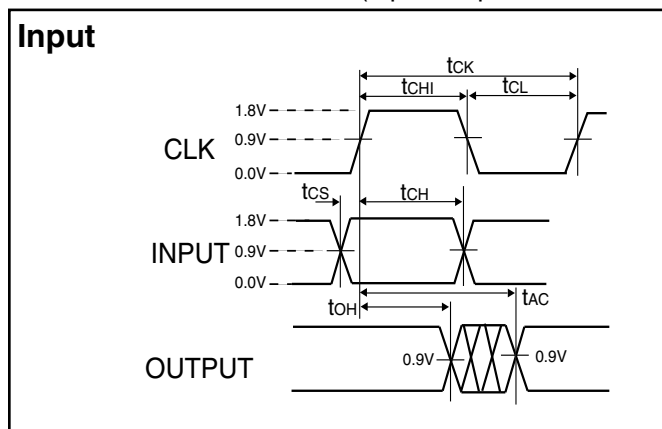 Input
tCK
tCHI tCL
1.8V
0.9V
CLK
0.0V
tCS tCH
1.8V
INPUT 0.9V
0.0V
tAC
tOH
0.9V 0.9V
OUTPUT